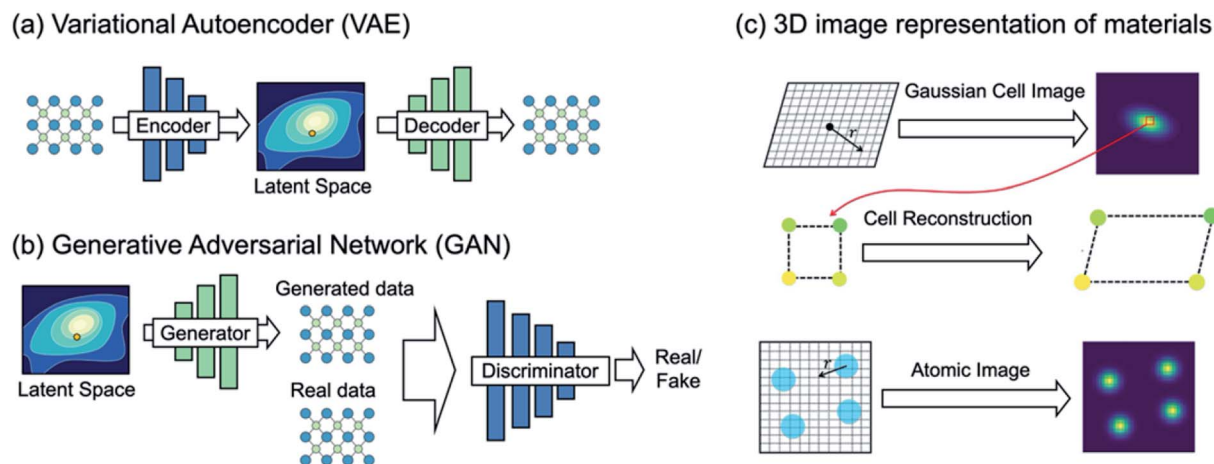 (a) Variational Autoencoder (VAE)
Encoder
Decoder
Latent Space
(b) Generative Adversarial Network (GAN)
Latent Space
Generator
Generated data
Real data
Discriminator
Real/
Fake
(c) 3D image representation of materials
r
Gaussian Cell Image
Cell Reconstruction
r
Atomic Image